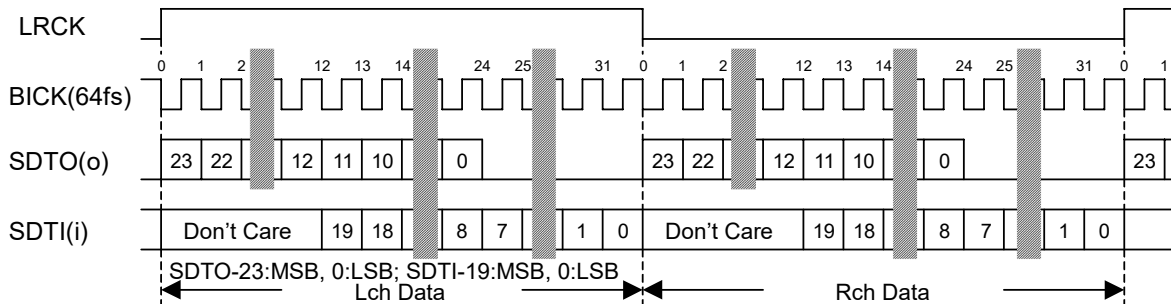 LRCK
0 1 2 12 13 14 24 25 31 0 1 2 12 13 14 24 25 31 0 1
BICK(64fs)
SDTO(o) 23 22 12 11 10 0 23 22 12 11 10 0 23
SDTI(i) Don't Care 19 18 8 7 1 0 Don't Care 19 18 8 7 1 0
SDTO-23:MSB, 0:LSB; SDTI-19:MSB, 0:LSB
Lch Data Rch Data